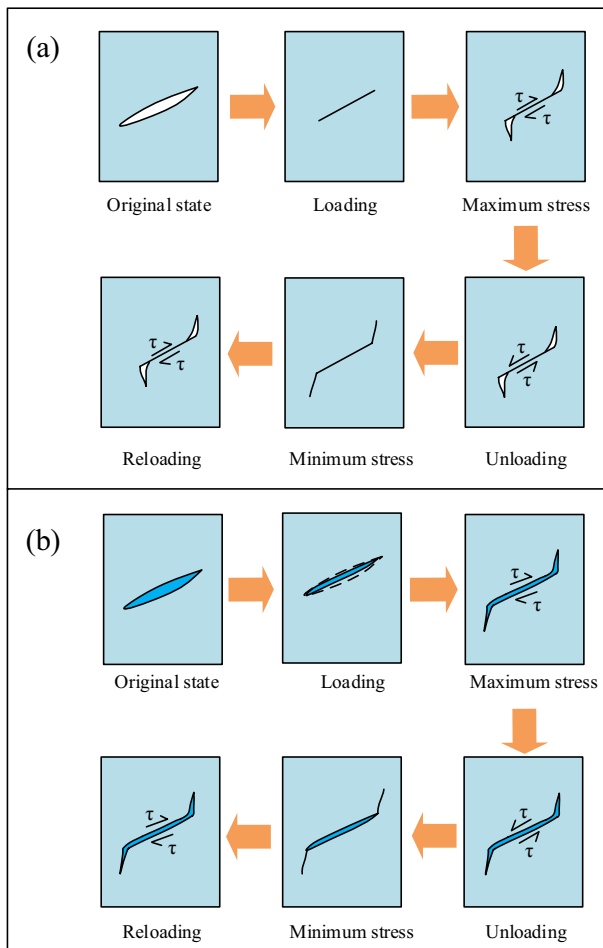 (a)
τ
τ
Original state
Loading
Maximum stress
τ
τ
τ
τ
Reloading
Minimum stress
Unloading
(b)
τ
τ
Original state
Loading
Maximum stress
τ
τ
τ
τ
Reloading
Minimum stress
Unloading